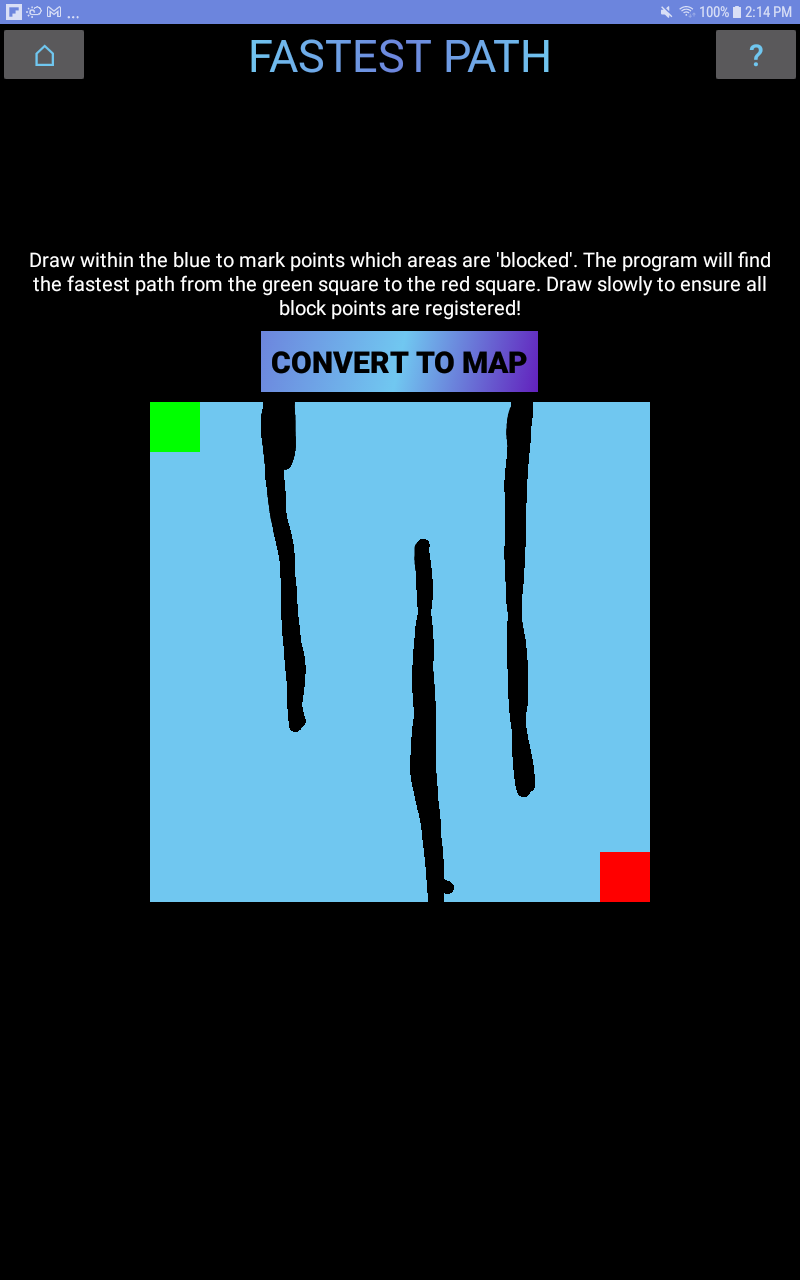 ... 100% 2:14 PM
FASTEST PATH
?
Draw within the blue to mark points which areas are 'blocked'. The program will find
the fastest path from the green square to the red square. Draw slowly to ensure all
block points are registered!
CONVERT TO MAP